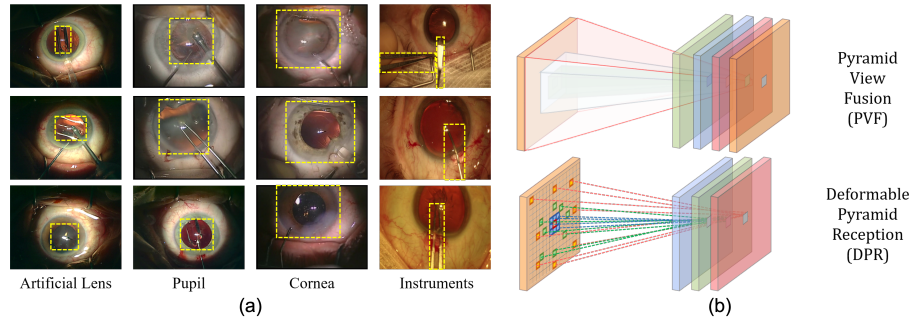 Artificial Lens
Pupil
Cornea
Instruments
(a)
Pyramid
View
Fusion
(PVF)
Deformable
Pyramid
Reception
(DPR)
(b)